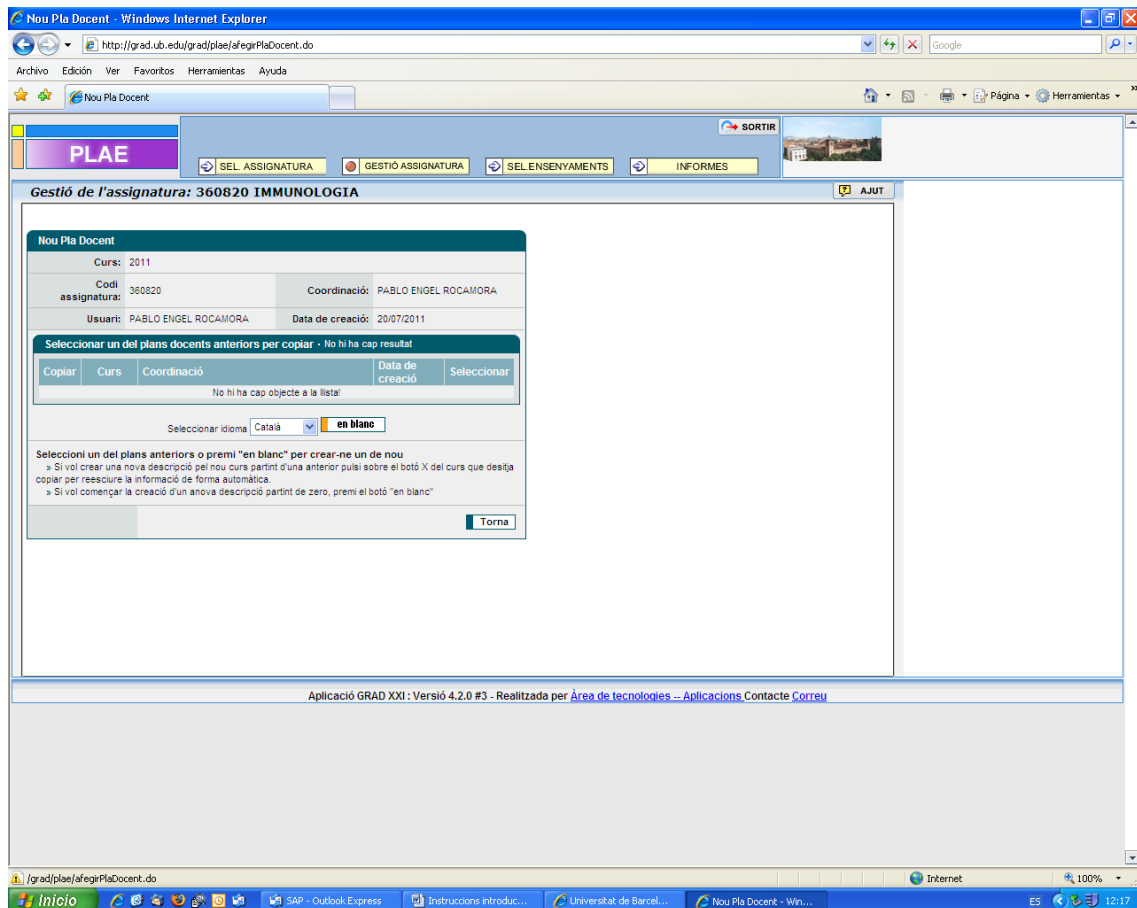 Nou Pla Docent - Windows Internet Explorer
http://grad.ub.edu/grad/plae/afegirPlaDocent.do
Google
Archivo Edición Ver Favoritos Herramientas Ayuda
Nou Pla Docent
Página
Herramientas
SORTIR
PLAE
SEL. ASSIGNATURA
GESTIÓ ASSIGNATURA
SEL.ENSENYAMENTS
INFORMES
Gestió de l'assignatura: 360820 IMMUNOLOGIA
AJUT
Nou Pla Docent
Curs: 2011
Codi assignatura: 360820 Coordinació: PABLO ENGEL ROCAMORA
Usuari: PABLO ENGEL ROCAMORA Data de creació: 20/07/2011
Seleccionar un del plans docents anteriors per copiar · No hi ha cap resultat
Copiar Curs Coordinació Data de creació Seleccionar
No hi ha cap objecte a la llista!
Seleccionar idioma Català en blanc
Seleccioni un del plans anteriors o premi "en blanc" per crear-ne un de nou
» Si vol crear una nova descripció pel nou curs partint d'una anterior pulsi sobre el botó X del curs que desitja
copiar per reesciure la informació de forma automàtica.
» Si vol començar la creació d'un anova descripció partint de zero, premi el botó "en blanc"
Torna
Aplicació GRAD XXI : Versió 4.2.0 #3 - Realitzada per Àrea de tecnologies -- Aplicacions Contacte Correu
/grad/plae/afegirPlaDocent.do
Internet
100%
Inicio
SAP - Outlook Express
Instruccions introduc...
Universitat de Barcel...
Nou Pla Docent - Win...
ES
12:17